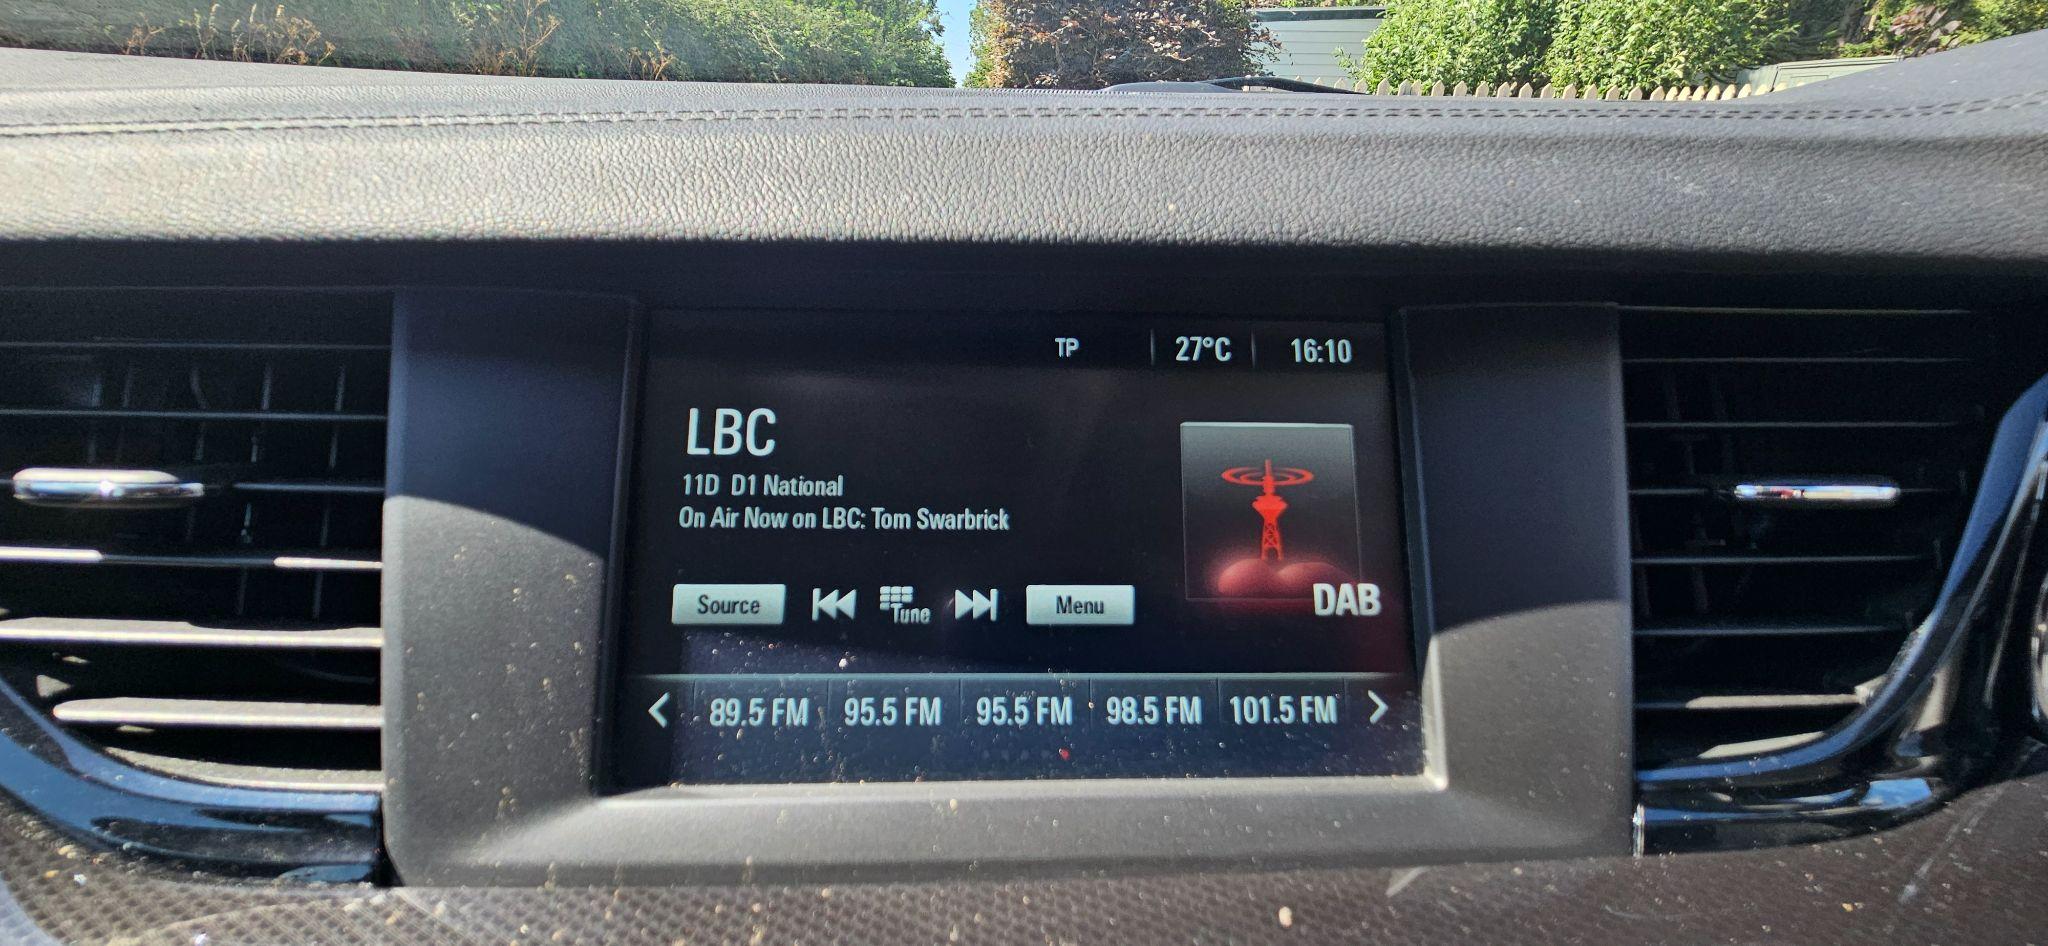 TP 27°C 16:10
LBC
11D D1 National
On Air Now on LBC: Tom Swarbrick
Source Tune Menu
DAB
< 89.5 FM 95.5 FM 95.5 FM 98.5 FM 101.5 FM >